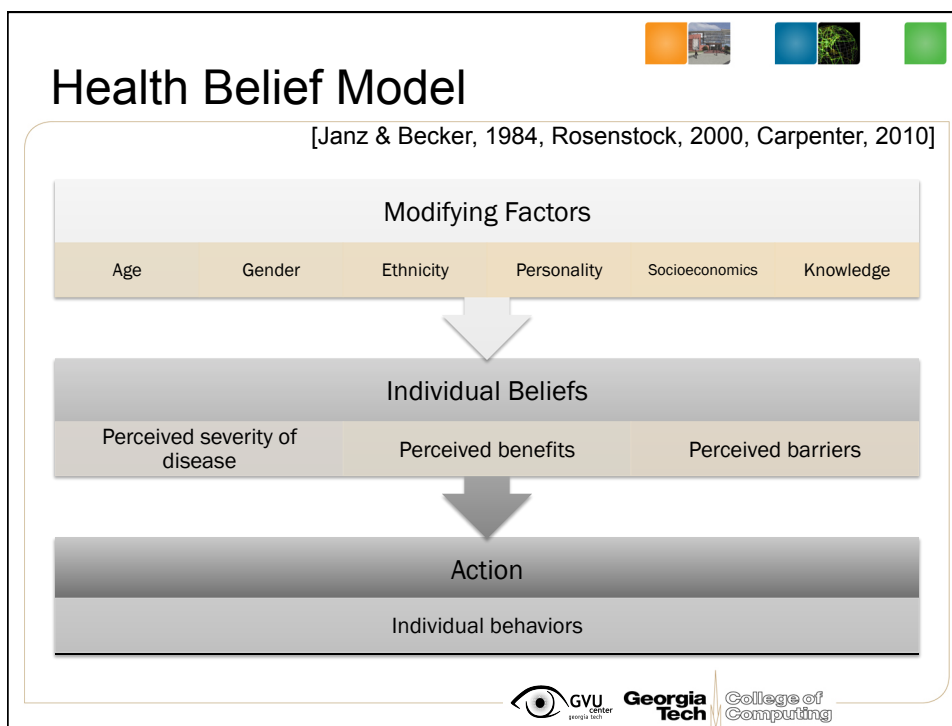 Health Belief Model
[Janz & Becker, 1984, Rosenstock, 2000, Carpenter, 2010]
Modifying Factors
Age Gender Ethnicity Personality Socioeconomics Knowledge
Individual Beliefs
Perceived severity of
disease
Perceived benefits
Perceived barriers
Action
Individual behaviors
GVU
center
georgia tech
Georgia
Tech
College of
Computing